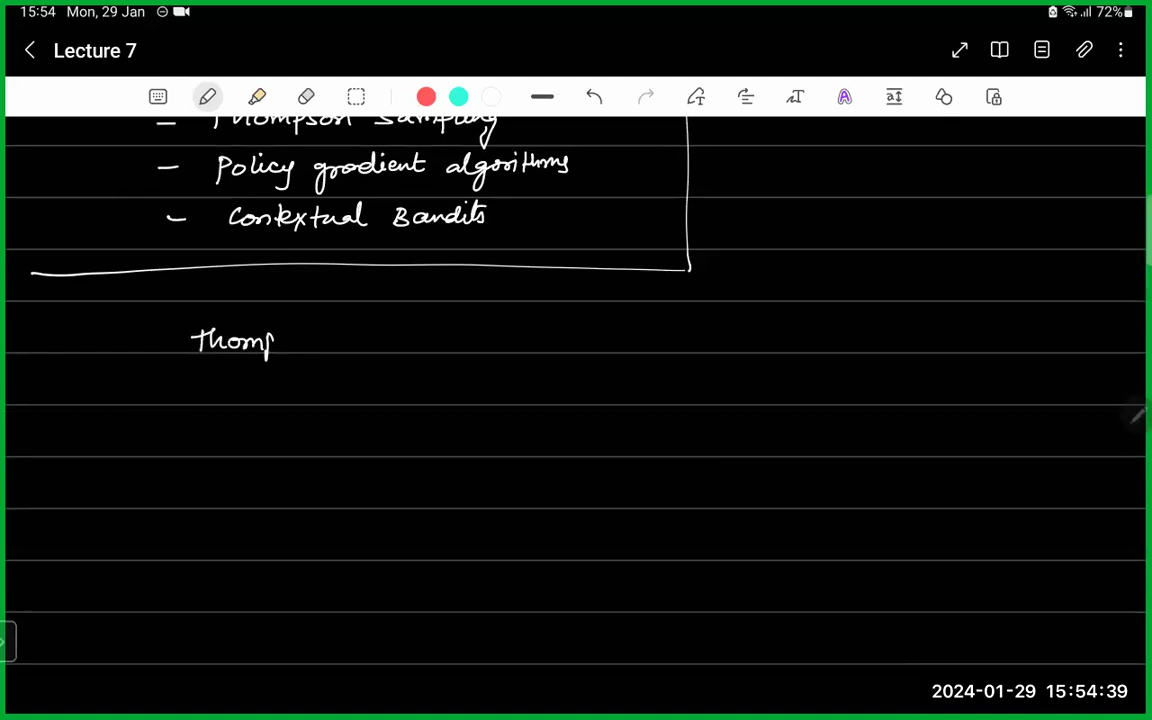 15:54 Mon, 29 Jan 72%
Lecture 7
- Thompson Sampling
- Policy gradient algorithms
- Contextual Bandits
Thomp
2024-01-29 15:54:39